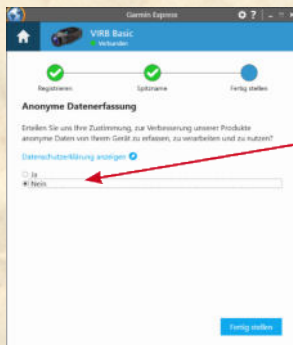 Garmin Express
VIRB Basic
Verbunden
Registrieren
Spitzname
Fertig stellen
Anonyme Datenerfassung
Erteilen Sie uns Ihre Zustimmung, zur Verbesserung unserer Produkte
anonyme Daten von Ihrem Gerät zu erfassen, zu verarbeiten und zu nutzen?
Datenschutzerklärung anzeigen
Ja
Nein
Fertig stellen